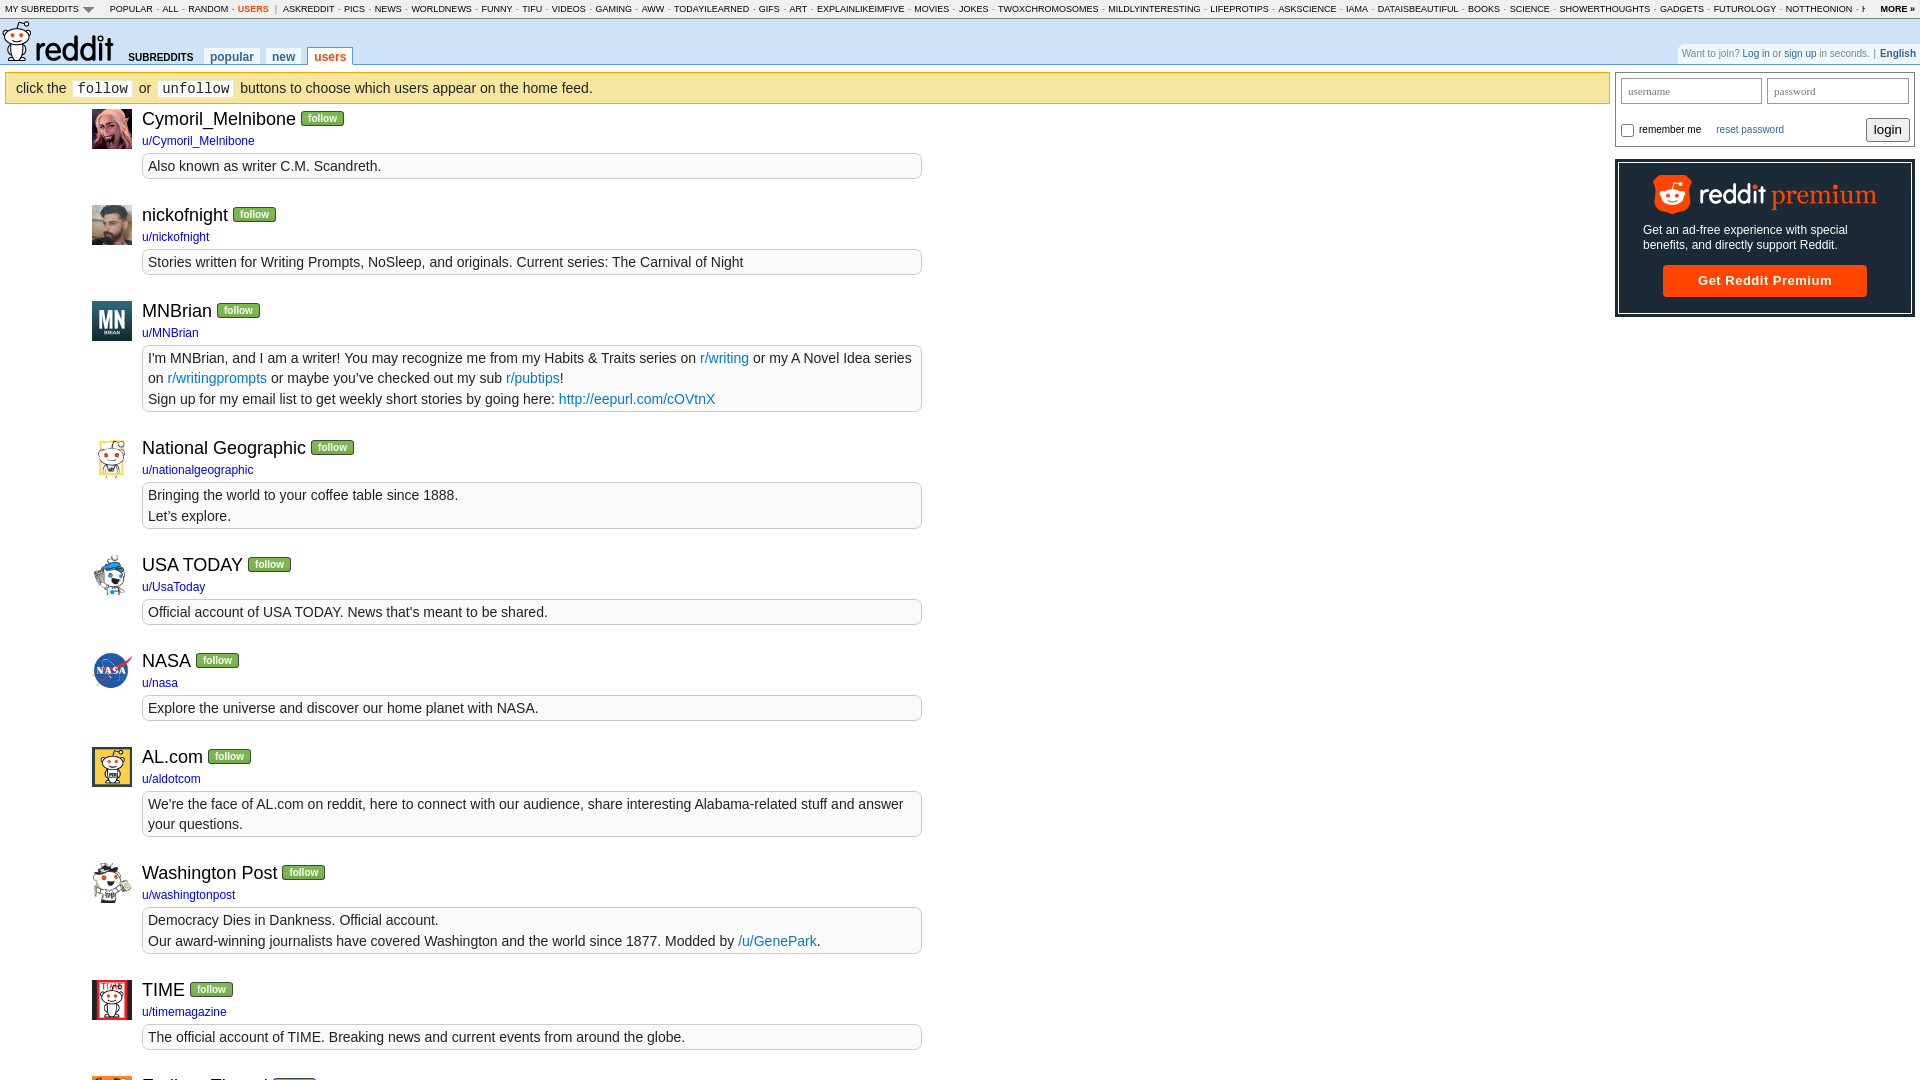 MY SUBREDDITS POPULAR - ALL - RANDOM - USERS | ASKREDDIT - PICS - NEWS - WORLDNEWS - FUNNY - TIFU - VIDEOS - GAMING - AWW - TODAYILEARNED - GIFS - ART - EXPLAINLIKEIMFIVE - MOVIES - JOKES - TWOXCHROMOSOMES - MILDLYINTERESTING - LIFEPROTIPS - ASKSCIENCE - IAMA - DATAISBEAUTIFUL - BOOKS - SCIENCE - SHOWERTHOUGHTS - GADGETS - FUTUROLOGY - NOTTHEONION - MORE »
reddit SUBREDDITS popular new users
Want to join? Log in or sign up in seconds. | English
click the follow or unfollow buttons to choose which users appear on the home feed.
username password
remember me reset password login
reddit premium
Get an ad-free experience with special
benefits, and directly support Reddit.
Get Reddit Premium
Cymoril_Melnibone follow
u/Cymoril_Melnibone
Also known as writer C.M. Scandreth.
nickofnight follow
u/nickofnight
Stories written for Writing Prompts, NoSleep, and originals. Current series: The Carnival of Night
MN
BRIAN
MNBrian follow
u/MNBrian
I'm MNBrian, and I am a writer! You may recognize me from my Habits & Traits series on r/writing or my A Novel Idea series
on r/writingprompts or maybe you've checked out my sub r/pubtips!
Sign up for my email list to get weekly short stories by going here: http://eepurl.com/cOVtnX
National Geographic follow
u/nationalgeographic
Bringing the world to your coffee table since 1888.
Let's explore.
USA TODAY follow
u/UsaToday
Official account of USA TODAY. News that's meant to be shared.
NASA
NASA follow
u/nasa
Explore the universe and discover our home planet with NASA.
AL.com follow
u/aldotcom
We're the face of AL.com on reddit, here to connect with our audience, share interesting Alabama-related stuff and answer
your questions.
Washington Post follow
u/washingtonpost
Democracy Dies in Dankness. Official account.
Our award-winning journalists have covered Washington and the world since 1877. Modded by /u/GenePark.
TIME
TIME follow
u/timemagazine
The official account of TIME. Breaking news and current events from around the globe.